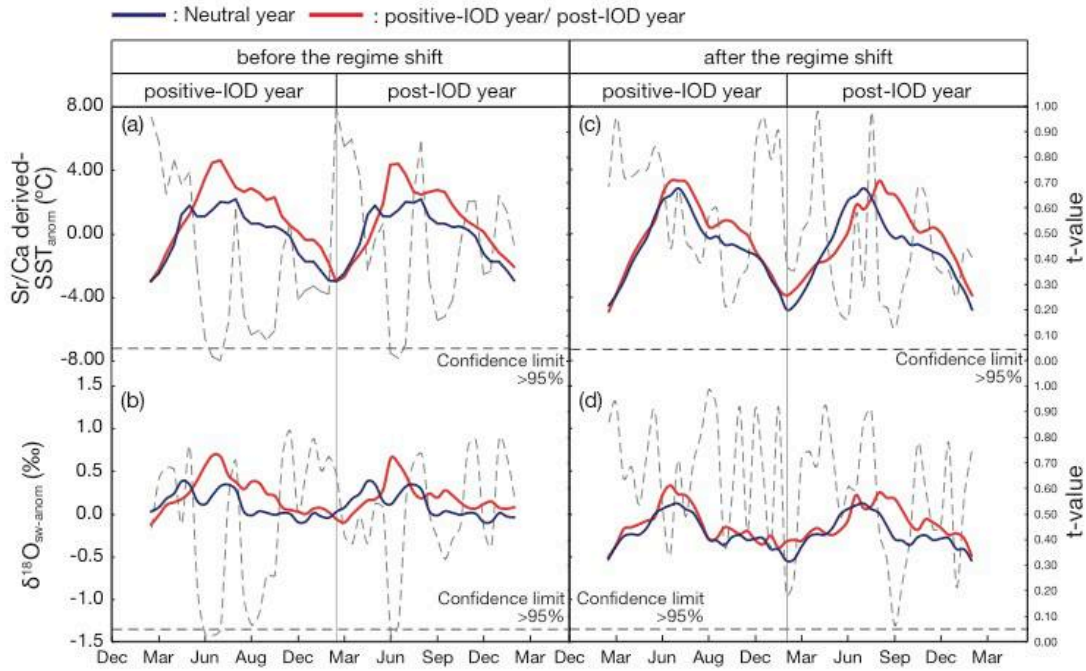 : Neutral year
: positive-IOD year/ post-IOD year
before the regime shift
after the regime shift
positive-IOD year
post-IOD year
positive-IOD year
post-IOD year
8.00
4.00
0.00
-4.00
-8.00
Sr/Ca derived-
SST anom (ºC)
(a)
Confidence limit
>95%
(c)
Confidence limit
>95%
1.00
0.90
0.80
0.70
0.60
0.50
0.40
0.30
0.20
0.10
0.00
t-value
1.5
1.0
0.5
0.0
-0.5
-1.0
-1.5
δ18O sw-anom (‰)
(b)
Confidence limit
>95%
(d)
Confidence limit
>95%
1.00
0.90
0.80
0.70
0.60
0.50
0.40
0.30
0.20
0.10
0.00
t-value
Dec Mar Jun Sep Dec Mar Jun Sep Dec Mar Dec Mar Jun Aug Dec Mar Jun Sep Dec Mar